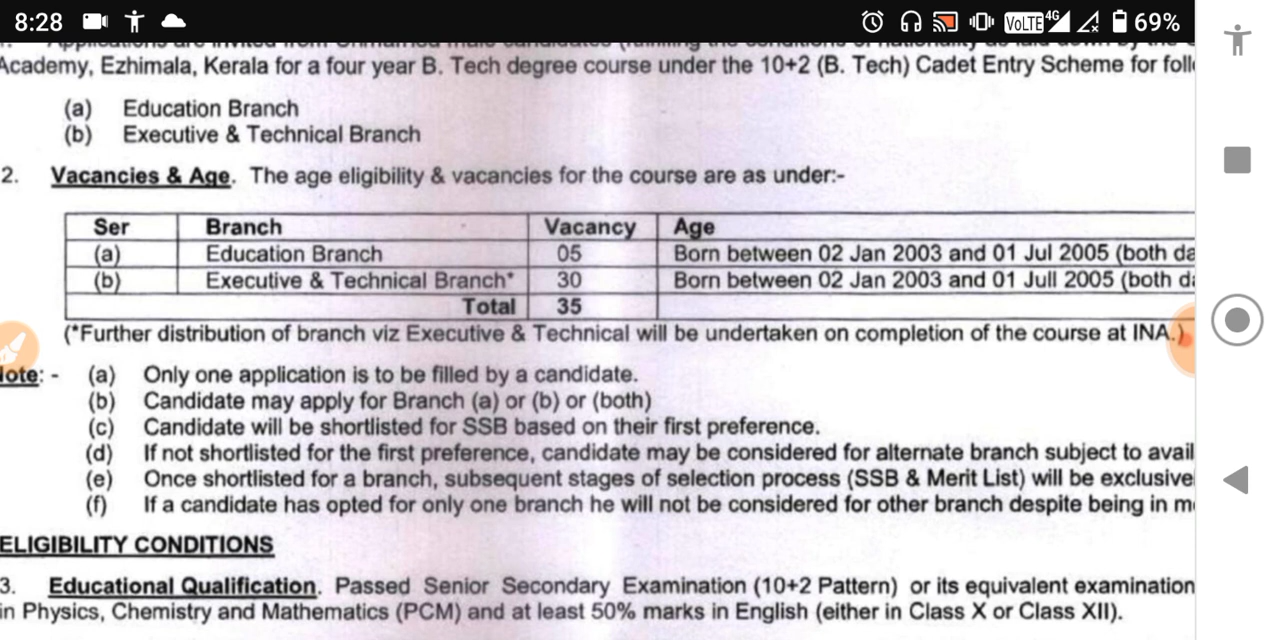 8:28 VoLTE 4G 69%
Academy, Ezhimala, Kerala for a four year B. Tech degree course under the 10+2 (B. Tech) Cadet Entry Scheme for foll
(a) Education Branch
(b) Executive & Technical Branch
2. Vacancies & Age. The age eligibility & vacancies for the course are as under:-
Ser Branch Vacancy Age
(a) Education Branch 05 Born between 02 Jan 2003 and 01 Jul 2005 (both da
(b) Executive & Technical Branch* 30 Born between 02 Jan 2003 and 01 Jull 2005 (both da
Total 35
(*Further distribution of branch viz Executive & Technical will be undertaken on completion of the course at INA.)
lote: - (a) Only one application is to be filled by a candidate.
(b) Candidate may apply for Branch (a) or (b) or (both)
(c) Candidate will be shortlisted for SSB based on their first preference.
(d) If not shortlisted for the first preference, candidate may be considered for alternate branch subject to avail
(e) Once shortlisted for a branch, subsequent stages of selection process (SSB & Merit List) will be exclusive
(f) If a candidate has opted for only one branch he will not be considered for other branch despite being in m
ELIGIBILITY CONDITIONS
3. Educational Qualification. Passed Senior Secondary Examination (10+2 Pattern) or its equivalent examination
in Physics, Chemistry and Mathematics (PCM) and at least 50% marks in English (either in Class X or Class XII).